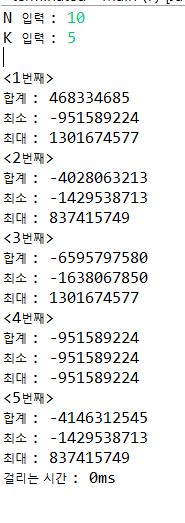 N 입력 : 10
K 입력 : 5
<1번째>
합계 : 468334685
최소 : -951589224
최대 : 1301674577
<2번째>
합계 : -4028063213
최소 : -1429538713
최대 : 837415749
<3번째>
합계 : -6595797580
최소 : -1638067850
최대 : 1301674577
<4번째>
합계 : -951589224
최소 : -951589224
최대 : -951589224
<5번째>
합계 : -4146312545
최소 : -1429538713
최대 : 837415749
걸리는 시간 : 0ms